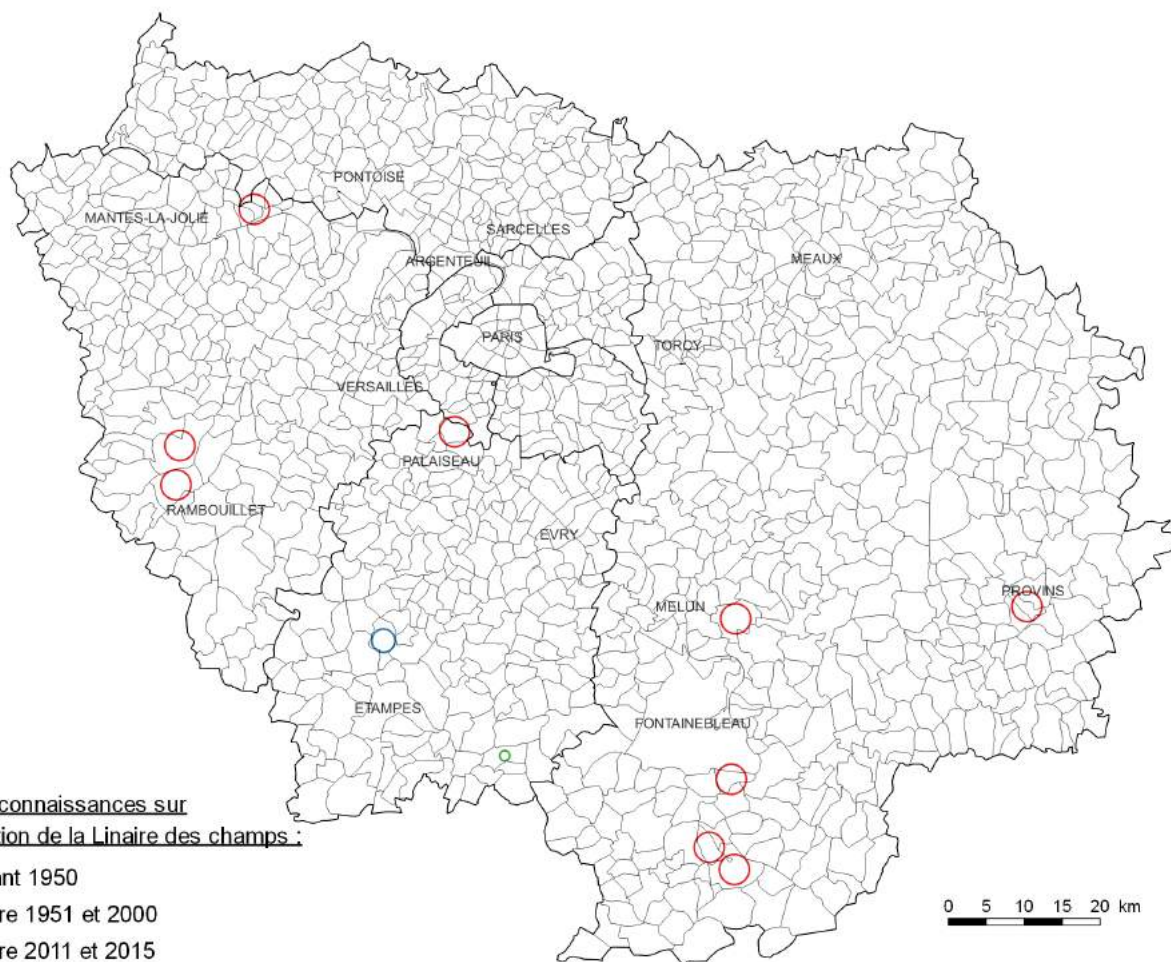 PONTOISE
MANTES-LA-JOLIE
SARCELLES
ARGENTEUIL
MEAUX
PARIS
TORCY
VERSAILLES
PALAISEAU
RAMBOUILLET
EVRY
PROVINS
MELUN
ETAMPES
FONTAINEBLEAU
connaissances sur
tion de la Linaire des champs :
nt 1950
re 1951 et 2000
re 2011 et 2015
0 5 10 15 20 km